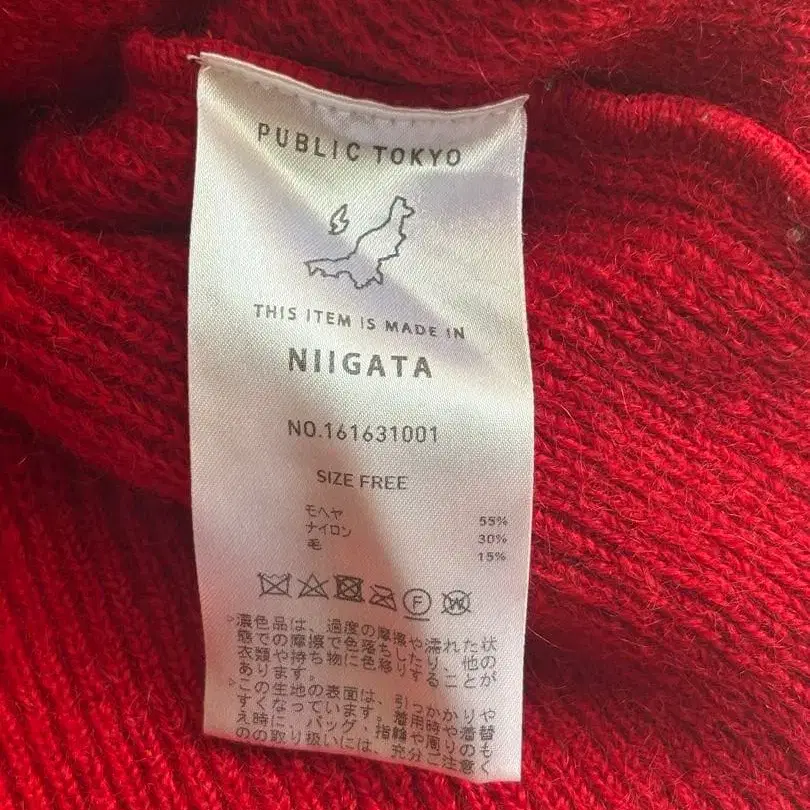 PUBLIC TOKYO
THIS ITEM IS MADE IN
NIIGATA
NO.161631001
SIZE FREE
モヘヤ 55%
ナイロン 30%
毛 15%
F W
>濃色品は、過度の摩擦や濡れた状
態での摩擦で色落ちしたり、他の
衣類や持ち物に色移りすることが
あります。
>この生地の表面は、引っかかりや
すくなっています。着用時や着替
え時に、バッグ、指輪や周りのも
のの取り扱いには、充分ご注意く